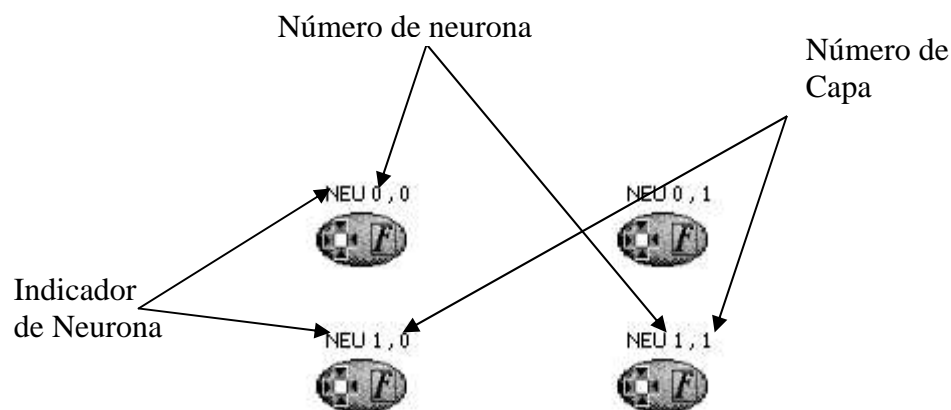 Número de neurona
Número de
Capa
NEU 0 , 0
NEU 0 , 1
F
F
Indicador
de Neurona
NEU 1 , 0
NEU 1 , 1
F
F